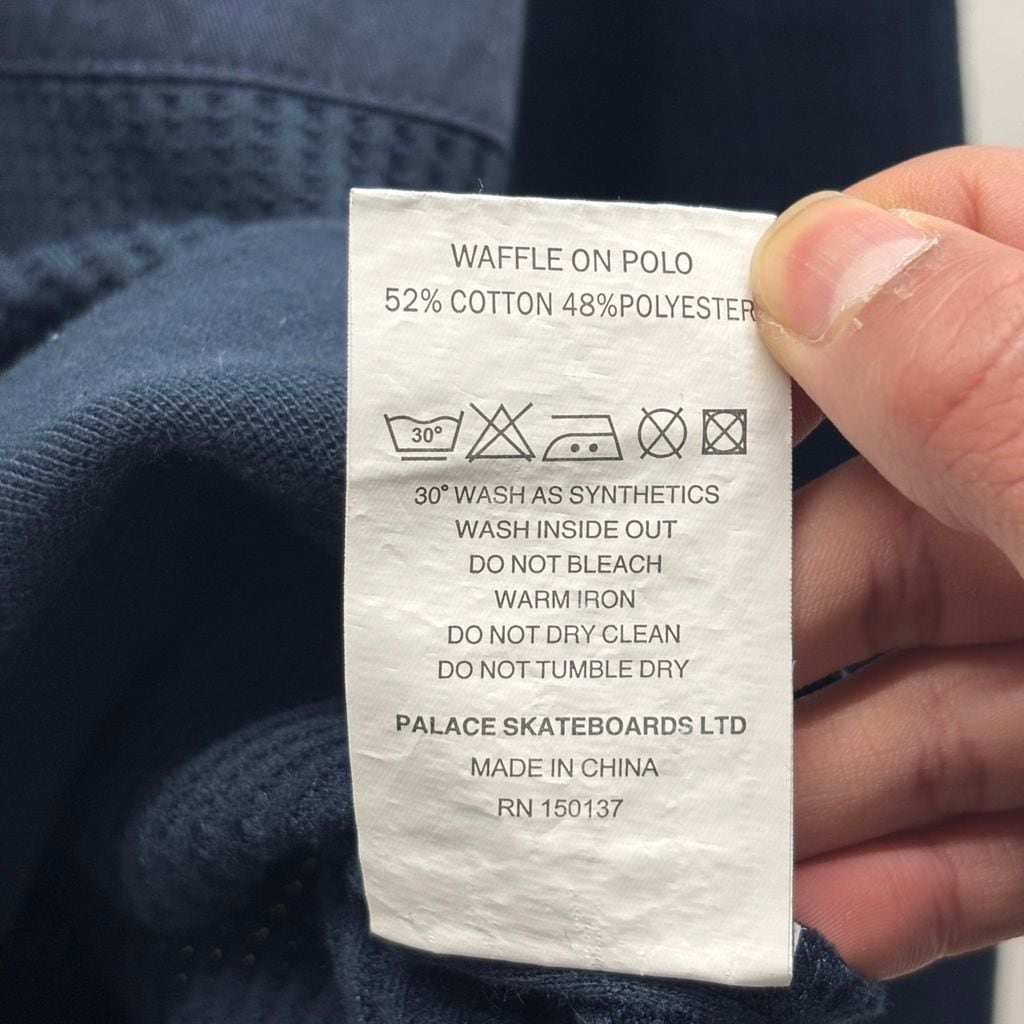 WAFFLE ON POLO
52% COTTON 48%POLYESTER
30°
30° WASH AS SYNTHETICS
WASH INSIDE OUT
DO NOT BLEACH
WARM IRON
DO NOT DRY CLEAN
DO NOT TUMBLE DRY
PALACE SKATEBOARDS LTD
MADE IN CHINA
RN 150137